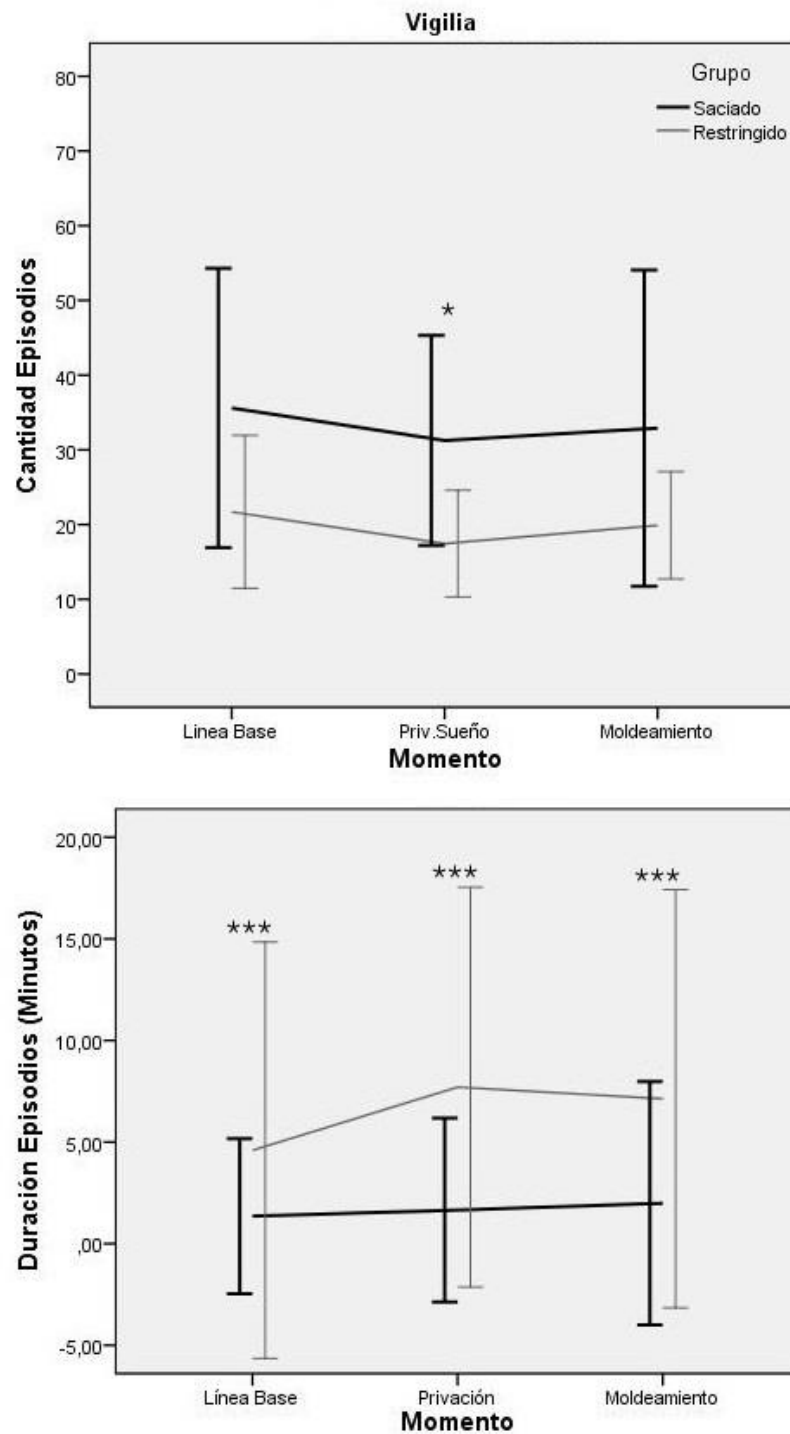 Vigilia
Grupo
Saciado
Restringido
Cantidad Episodios
80
70
60
50
40
30
20
10
0
*
Linea Base
Priv.Sueño
Moldeamiento
Momento
Duración Episodios (Minutos)
20,00
15,00
10,00
5,00
,00
-5,00
***
***
***
Línea Base
Privación
Moldeamiento
Momento